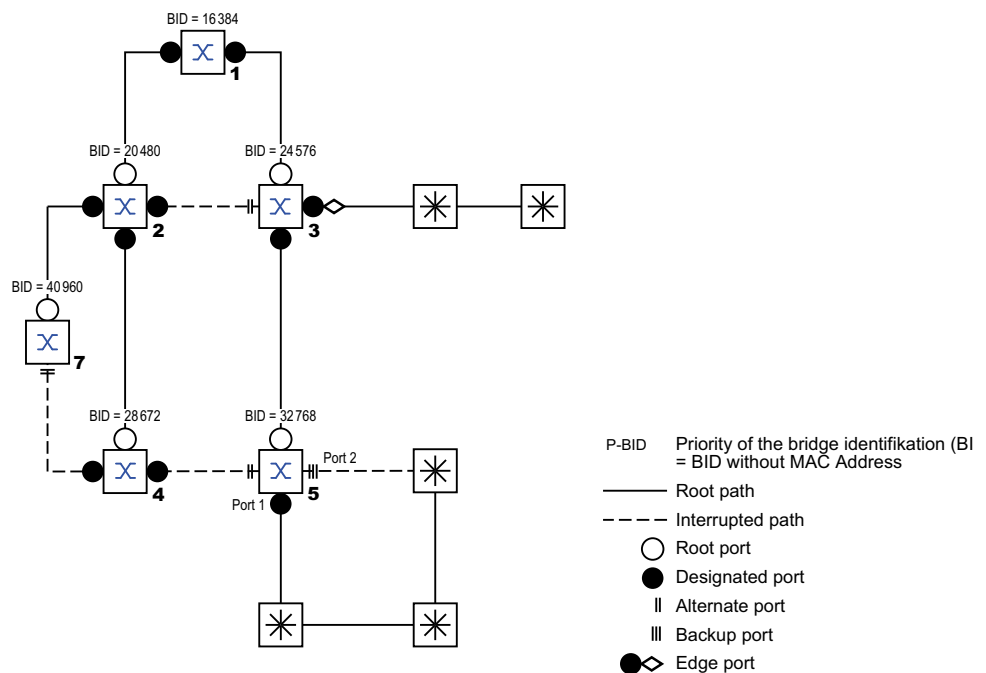 BID = 16 384
1
BID = 20 480
BID = 24 576
2
3
BID = 40 960
7
BID = 28 672
BID = 32 768
Port 2
4
5
Port 1
P-BID Priority of the bridge identifikation (BI
= BID without MAC Address
Root path
Interrupted path
Root port
Designated port
Alternate port
Backup port
Edge port